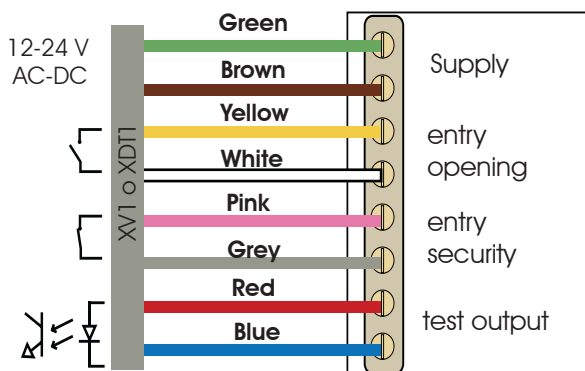 12-24 V
AC-DC
XV1 o XDT1
Green
Brown
Yellow
White
Pink
Grey
Red
Blue
Supply
entry
opening
entry
security
test output